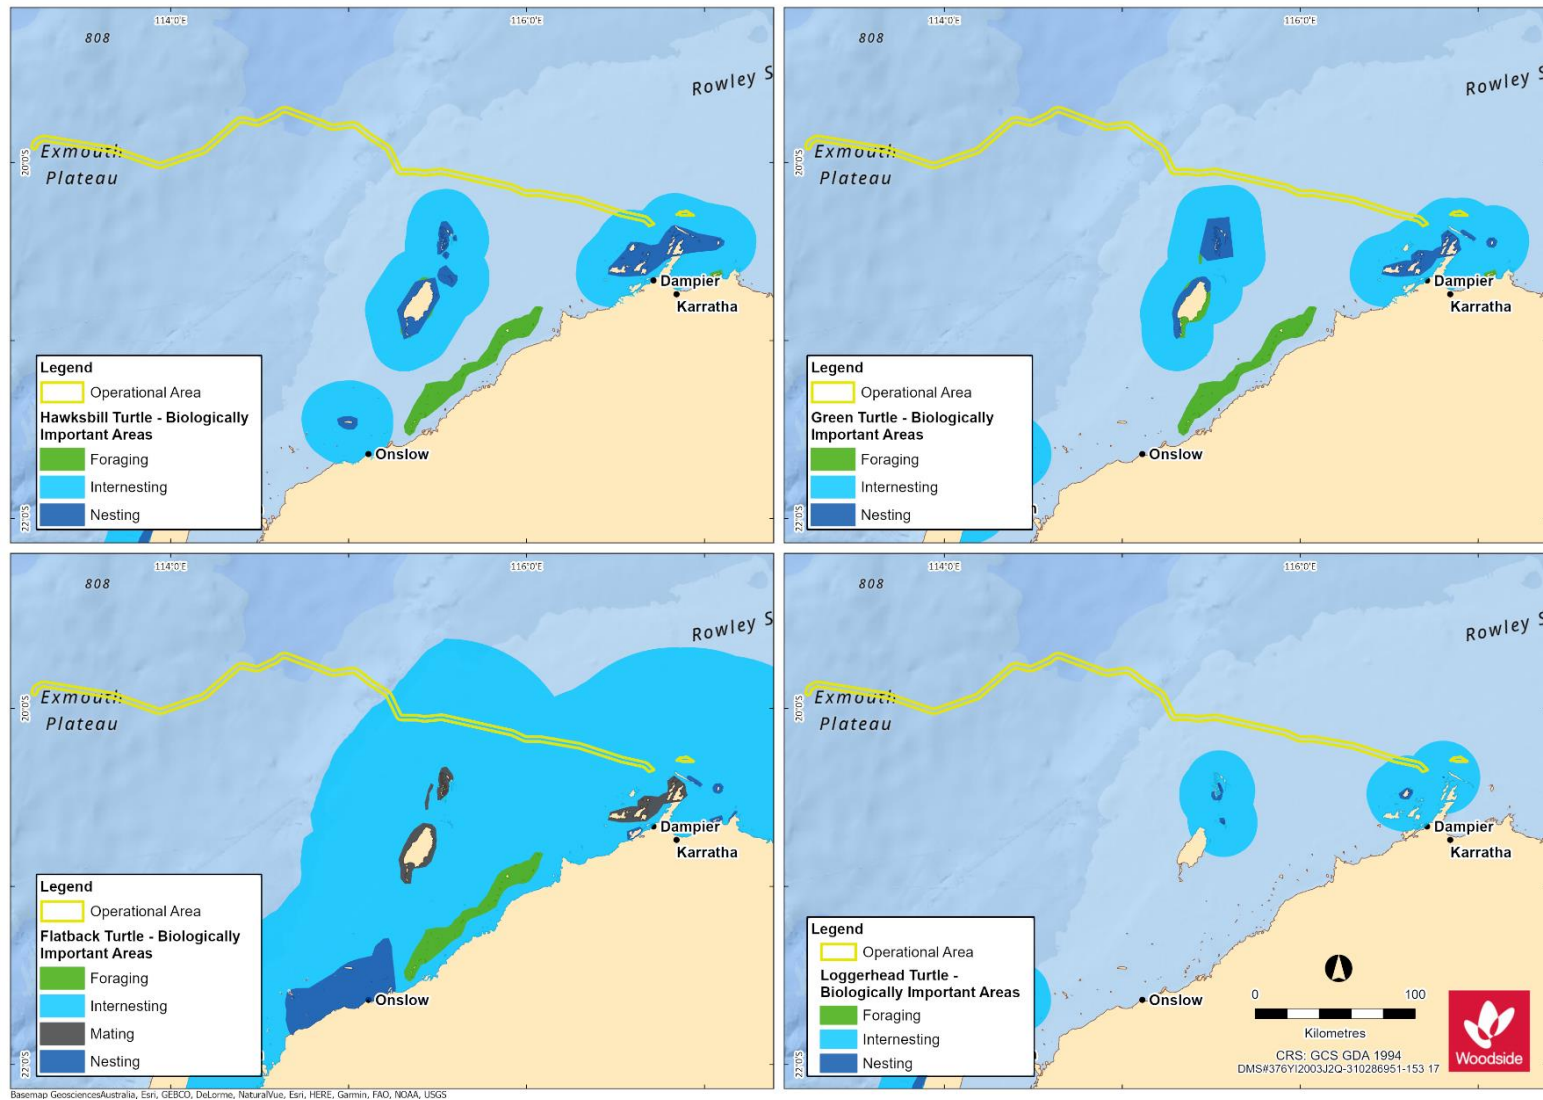 114°0'E
116°0'E
808
Rowley S
20°0'S
Exmouth
Plateau
Dampier
Karratha
Onslow
22°0'S
Legend
Operational Area
Hawksbill Turtle - Biologically
Important Areas
Foraging
Internesting
Nesting
114°0'E
116°0'E
808
Rowley S
20°0'S
Exmouth
Plateau
Dampier
Karratha
Onslow
22°0'S
Legend
Operational Area
Green Turtle - Biologically
Important Areas
Foraging
Internesting
Nesting
114°0'E
116°0'E
808
Rowley S
20°0'S
Exmouth
Plateau
Dampier
Karratha
Onslow
22°0'S
Legend
Operational Area
Flatback Turtle - Biologically
Important Areas
Foraging
Internesting
Mating
Nesting
114°0'E
116°0'E
808
Rowley S
20°0'S
Exmouth
Plateau
Dampier
Karratha
Onslow
22°0'S
Legend
Operational Area
Loggerhead Turtle -
Biologically Important Areas
Foraging
Internesting
Nesting
0 100
Kilometres
CRS: GCS GDA 1994
DMS#376YI2003J2Q-310286951-153 17
Woodside
Basemap GeosciencesAustralia, Esri, GEBCO, DeLorme, NaturalVue, Esri, HERE, Garmin, FAO, NOAA, USGS